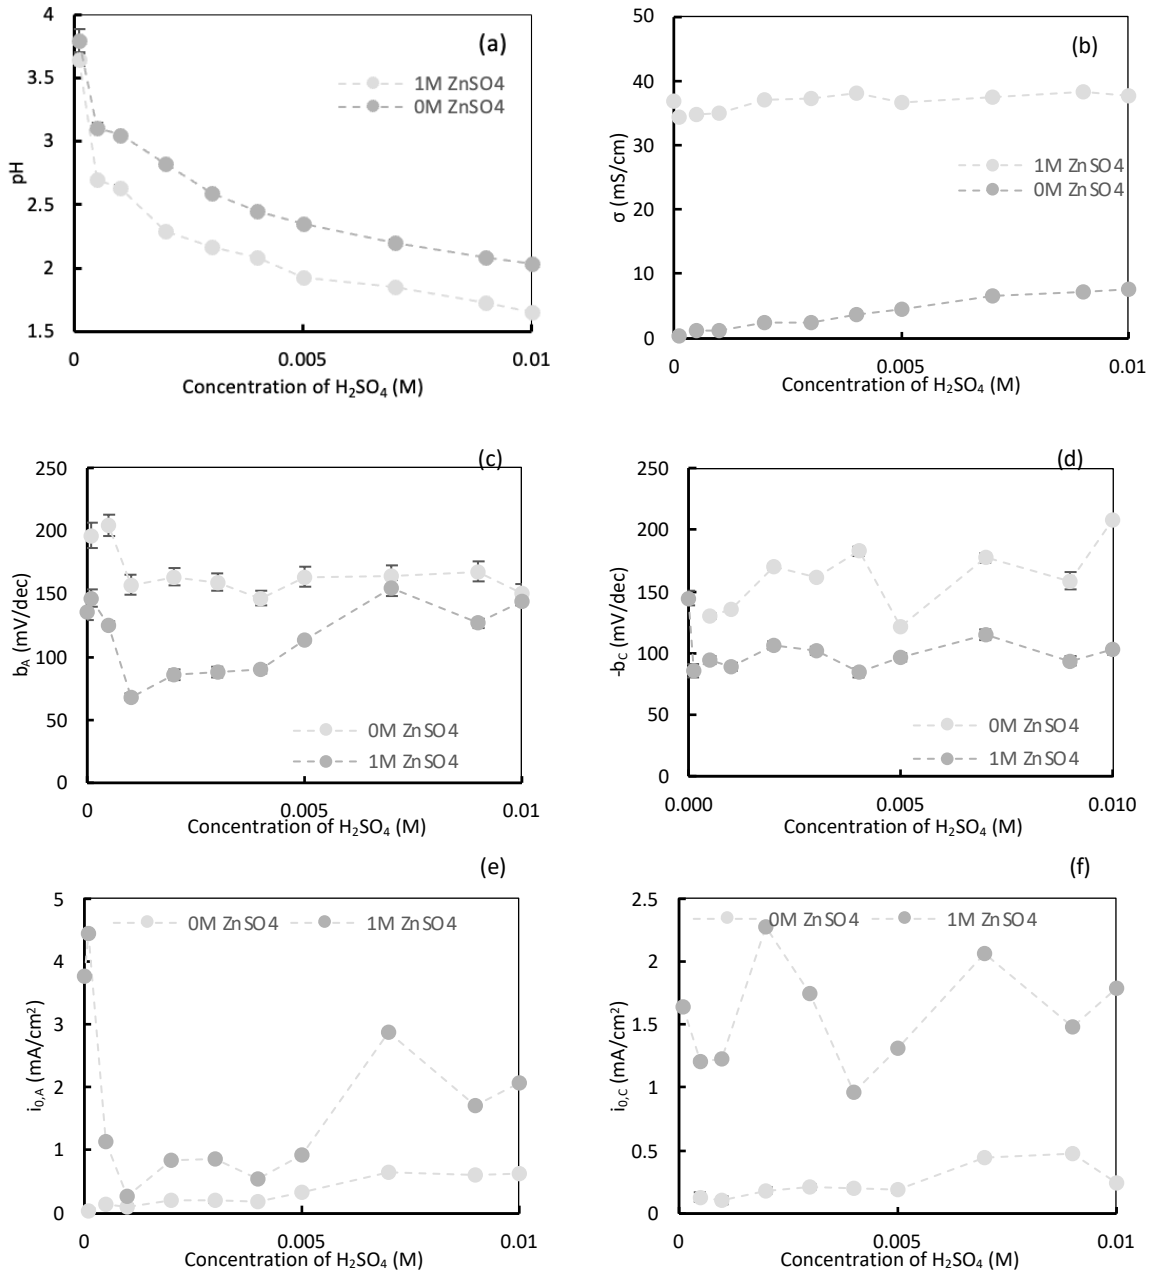 (a)
4
3.5
3
2.5
2
1.5
pH
1M ZnSO4
0M ZnSO4
0
0.005
0.01
Concentration of H₂SO₄ (M)
(b)
50
40
30
20
10
0
σ (mS/cm)
1M ZnSO4
0M ZnSO4
0
0.005
0.01
Concentration of H₂SO₄ (M)
(c)
250
200
150
100
50
0
b_A (mV/dec)
0M ZnSO4
1M ZnSO4
0
0.005
0.01
Concentration of H₂SO₄ (M)
(d)
250
200
150
100
50
0
-b_C (mV/dec)
0M ZnSO4
1M ZnSO4
0.000
0.005
0.010
Concentration of H₂SO₄ (M)
(e)
5
4
3
2
1
0
i₀,A (mA/cm²)
0M ZnSO4
1M ZnSO4
0
0.005
0.01
Concentration of H₂SO₄ (M)
(f)
2.5
2
1.5
1
0.5
0
i₀,C (mA/cm²)
0M ZnSO4
1M ZnSO4
0
0.005
0.01
Concentration of H₂SO₄ (M)